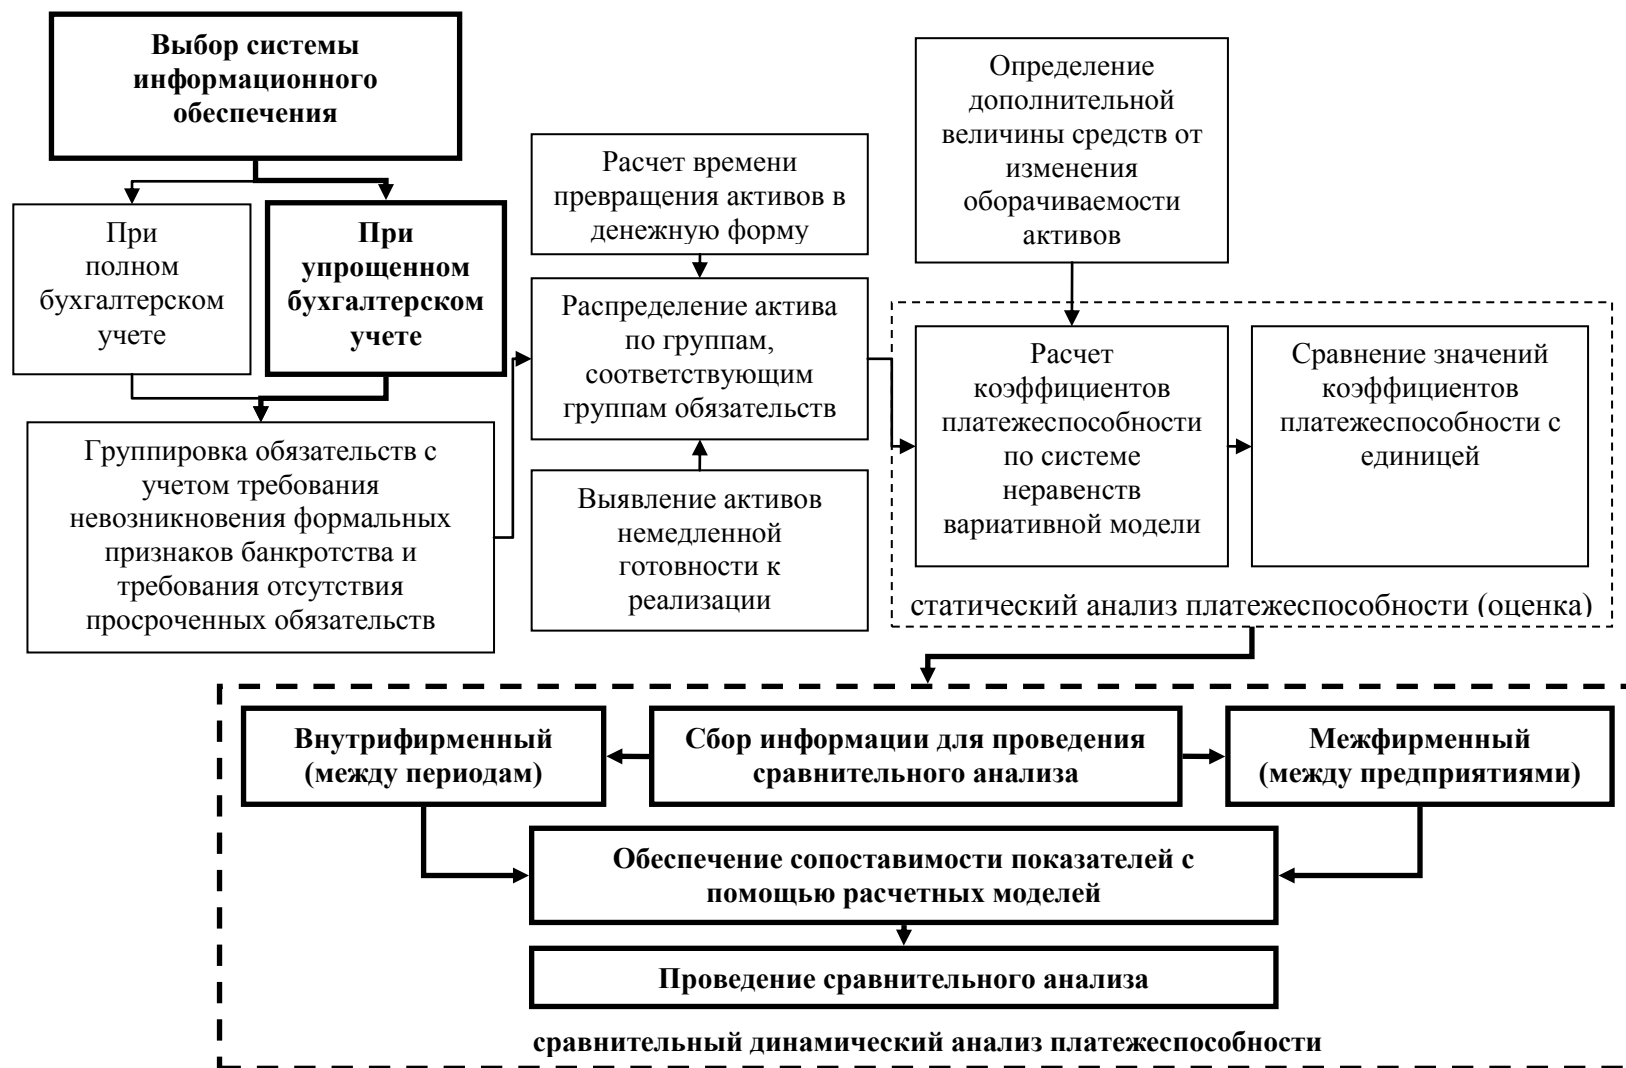 Выбор системы
информационного
обеспечения
При
полном
бухгалтерском
учете
При
упрощенном
бухгалтерском
учете
Группировка обязательств с
учетом требования
невозникновения формальных
признаков банкротства и
требования отсутствия
просроченных обязательств
Расчет времени
превращения активов в
денежную форму
Распределение актива
по группам,
соответствующим
группам обязательств
Выявление активов
немедленной
готовности к
реализации
Определение
дополнительной
величины средств от
изменения
оборачиваемости
активов
Расчет
коэффициентов
платежеспособности
по системе
неравенств
вариативной модели
Сравнение значений
коэффициентов
платежеспособности с
единицей
статический анализ платежеспособности (оценка)
Внутрифирменный
(между периодам)
Сбор информации для проведения
сравнительного анализа
Межфирменный
(между предприятиями)
Обеспечение сопоставимости показателей с
помощью расчетных моделей
Проведение сравнительного анализа
сравнительный динамический анализ платежеспособности